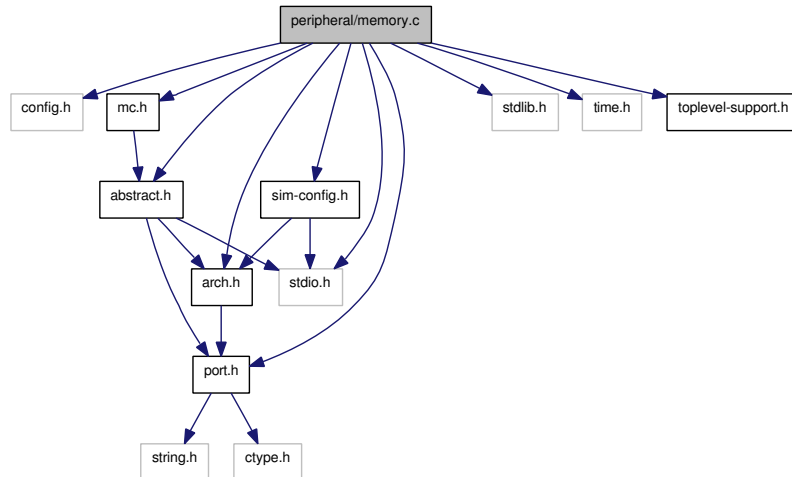 peripheral/memory.c
config.h
mc.h
stdlib.h
time.h
toplevel-support.h
abstract.h
sim-config.h
arch.h
stdio.h
port.h
string.h
ctype.h